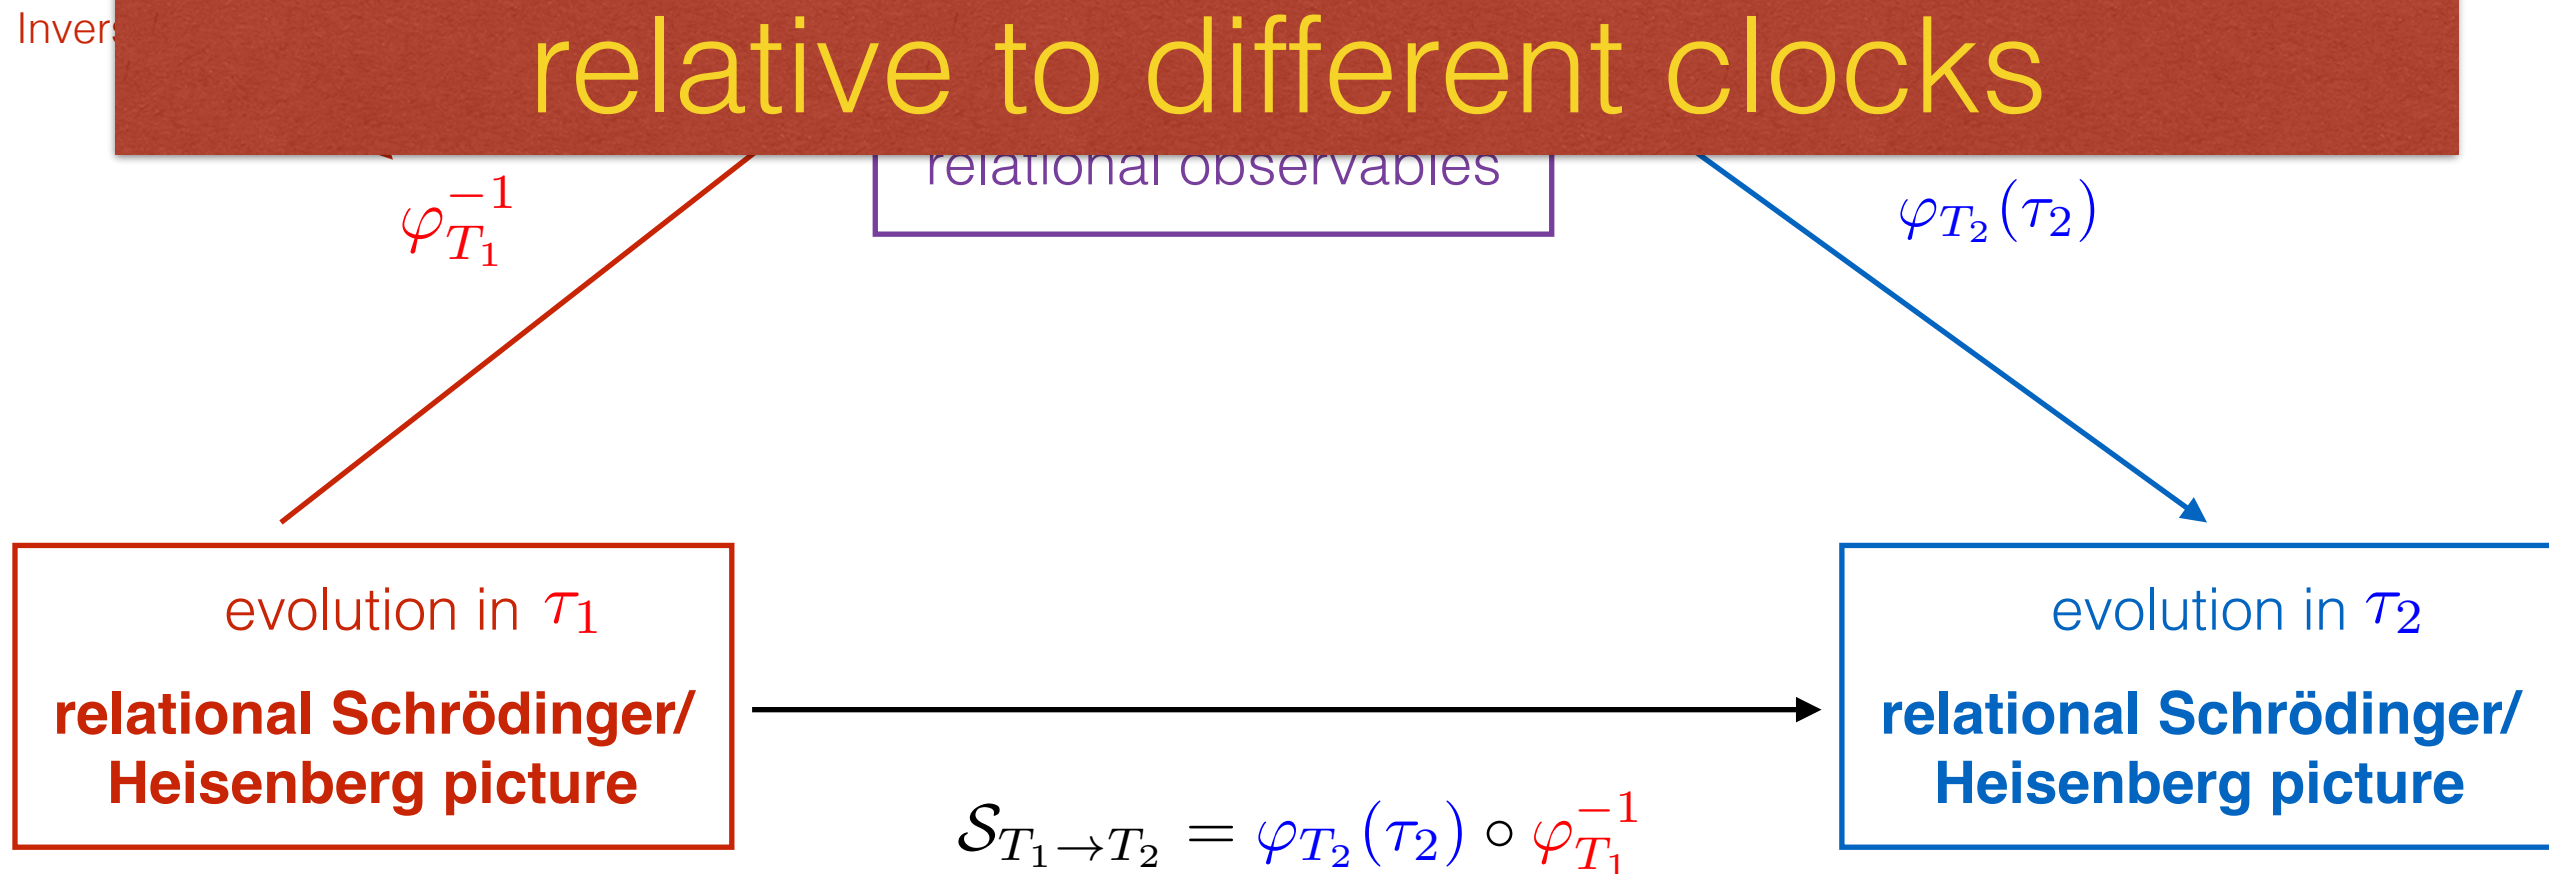 relative to different clocks
relational observables
φ_{T_1}^{-1}
φ_{T_2}(τ_2)
evolution in τ_1
relational Schrödinger/
Heisenberg picture
evolution in τ_2
relational Schrödinger/
Heisenberg picture
𝒮_{T_1→T_2} = φ_{T_2}(τ_2) ∘ φ_{T_1}^{-1}